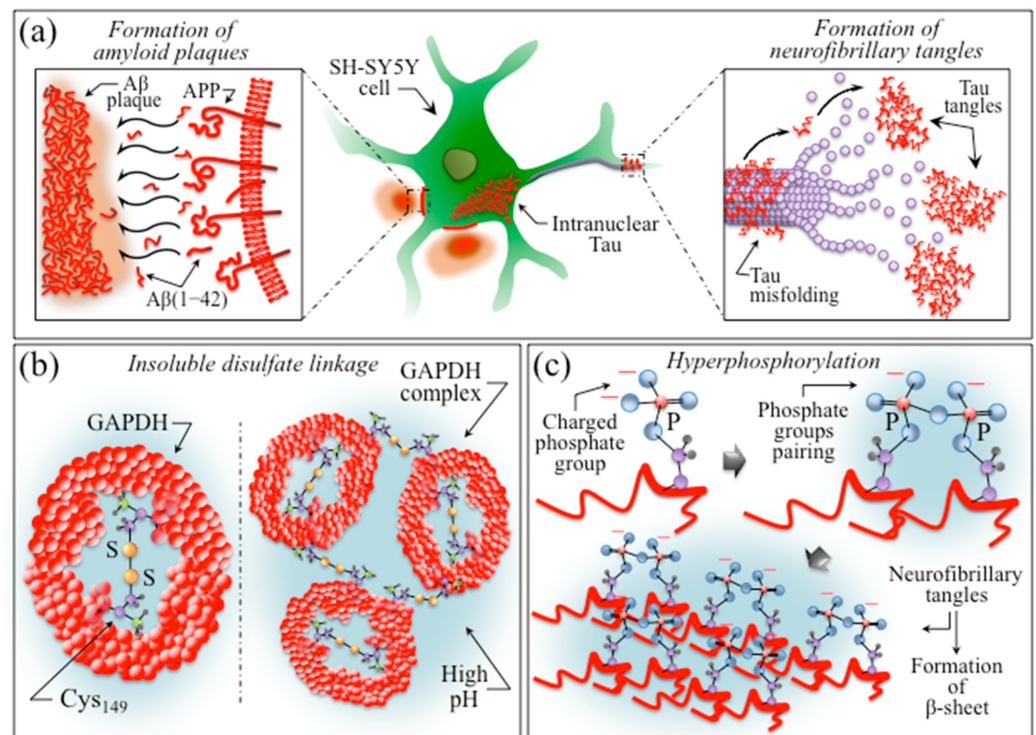 (a)
Formation of
amyloid plaques
Aβ
plaque
APP
Aβ(1−42)
SH-SY5Y
cell
Intranuclear
Tau
Formation of
neurofibrillary tangles
Tau
tangles
Tau
misfolding
(b)
Insoluble disulfate linkage
GAPDH
S
S
Cys149
GAPDH
complex
High
pH
(c)
Hyperphosphorylation
Charged
phosphate
group
P
Phosphate
groups
pairing
P
P
Neurofibrillary
tangles
Formation
of
β-sheet